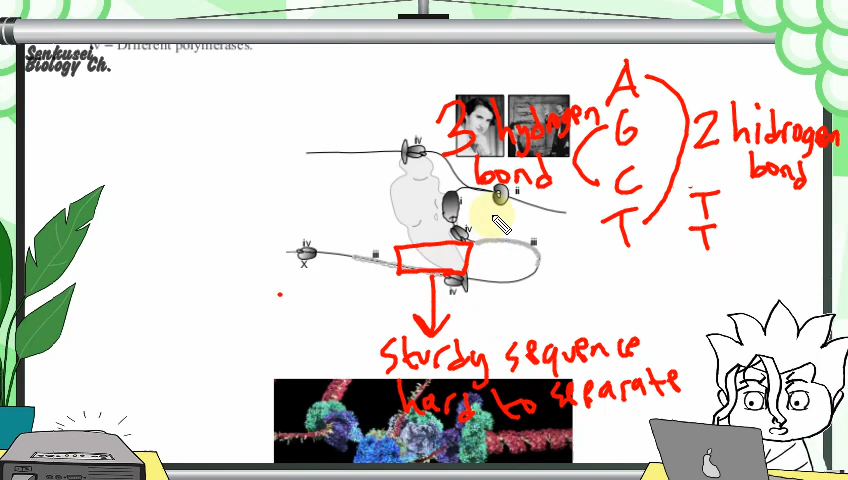 iv = Different polymerases.
Senkusei
Biology Ch.
3 hydrogen
bond
A
G
C
T
2 hidrogen
bond
T
T
iv
ii
i
iv
iii
iv
iii
X
iv
sturdy sequence
hard to separate